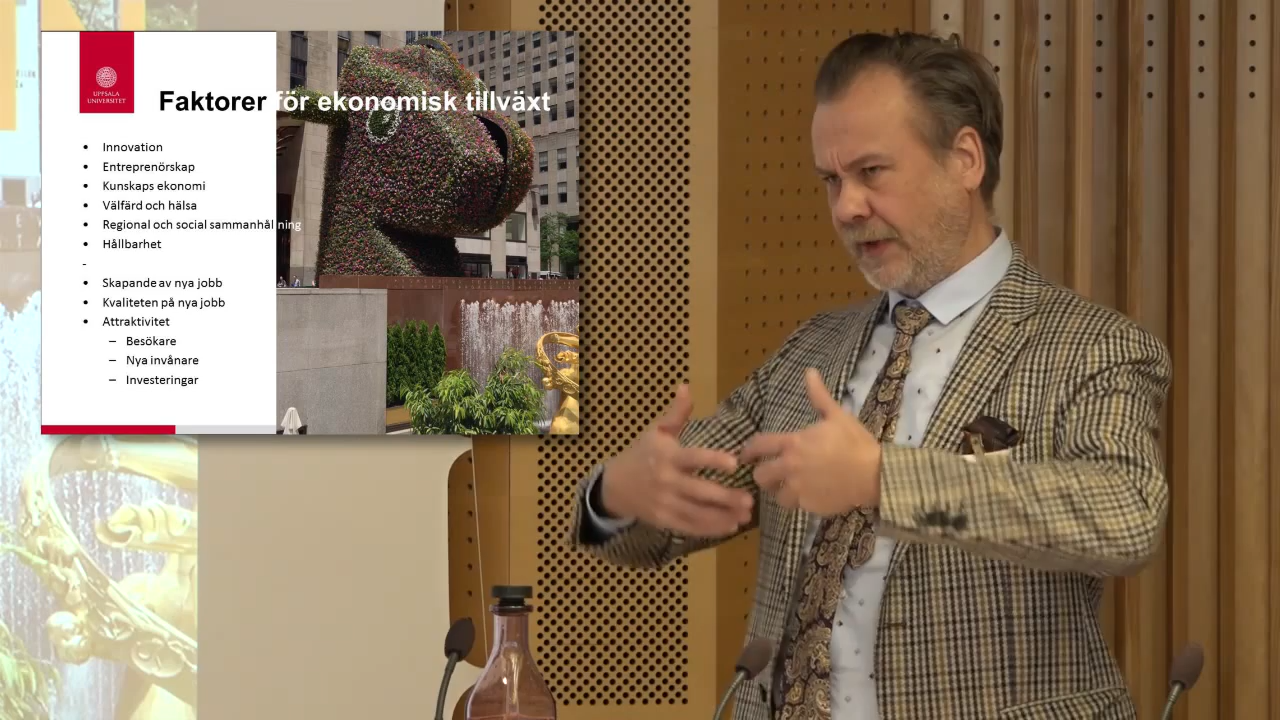 UPPSALA
UNIVERSITET
Faktorer för ekonomisk tillväxt
• Innovation
• Entreprenörskap
• Kunskaps ekonomi
• Välfärd och hälsa
• Regional och social sammanhållning
• Hållbarhet
-
• Skapande av nya jobb
• Kvaliteten på nya jobb
• Attraktivitet
– Besökare
– Nya invånare
– Investeringar